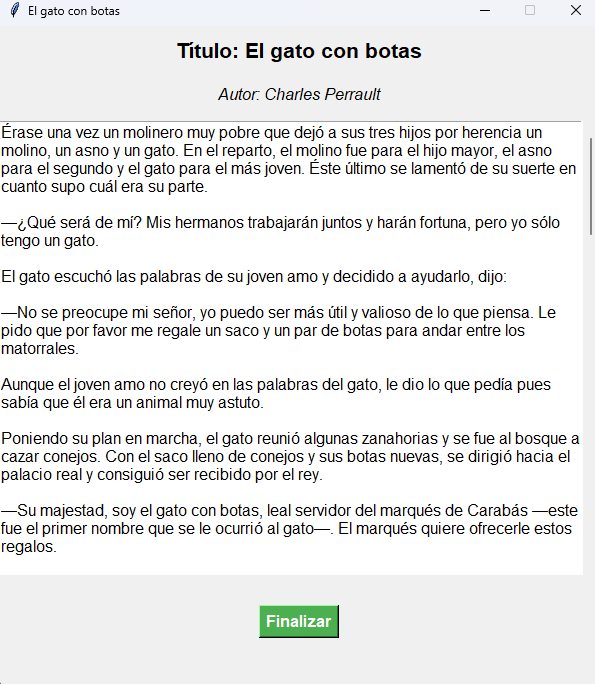 El gato con botas
Título: El gato con botas
Autor: Charles Perrault
Érase una vez un molinero muy pobre que dejó a sus tres hijos por herencia un
molino, un asno y un gato. En el reparto, el molino fue para el hijo mayor, el asno
para el segundo y el gato para el más joven. Éste último se lamentó de su suerte en
cuanto supo cuál era su parte.
—¿Qué será de mí? Mis hermanos trabajarán juntos y harán fortuna, pero yo sólo
tengo un gato.
El gato escuchó las palabras de su joven amo y decidido a ayudarlo, dijo:
—No se preocupe mi señor, yo puedo ser más útil y valioso de lo que piensa. Le
pido que por favor me regale un saco y un par de botas para andar entre los
matorrales.
Aunque el joven amo no creyó en las palabras del gato, le dio lo que pedía pues
sabía que él era un animal muy astuto.
Poniendo su plan en marcha, el gato reunió algunas zanahorias y se fue al bosque a
cazar conejos. Con el saco lleno de conejos y sus botas nuevas, se dirigió hacia el
palacio real y consiguió ser recibido por el rey.
—Su majestad, soy el gato con botas, leal servidor del marqués de Carabás —este
fue el primer nombre que se le ocurrió al gato—. El marqués quiere ofrecerle estos
regalos.
Finalizar